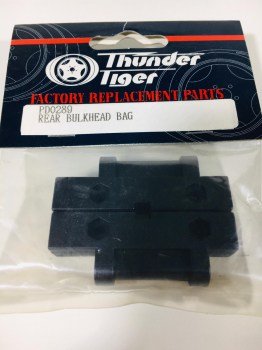 Thunder
Tiger
FACTORY REPLACEMENT PARTS
PD0289
REAR BULKHEAD BAG